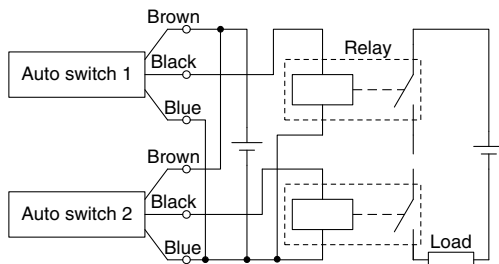 Brown
Auto switch 1
Black
Blue
Relay
Brown
Auto switch 2
Black
Blue
Load